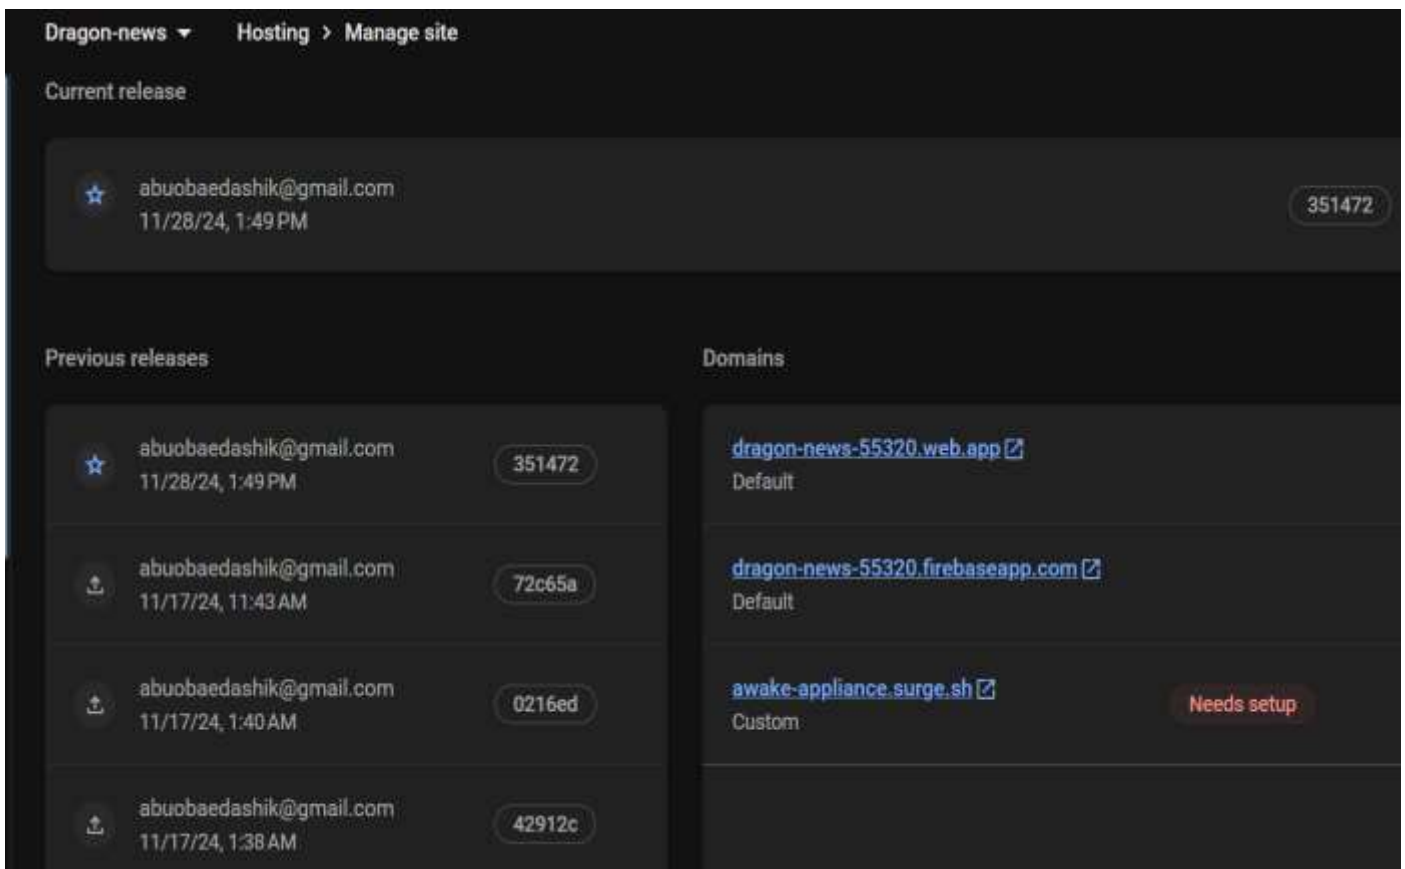 Dragon-news Hosting > Manage site
Current release
abuobaedashik@gmail.com
11/28/24, 1:49 PM
351472
Previous releases
abuobaedashik@gmail.com
11/28/24, 1:49 PM
351472
abuobaedashik@gmail.com
11/17/24, 11:43 AM
72c65a
abuobaedashik@gmail.com
11/17/24, 1:40 AM
0216ed
abuobaedashik@gmail.com
11/17/24, 1:38 AM
42912c
Domains
dragon-news-55320.web.app
Default
dragon-news-55320.firebaseapp.com
Default
awake-appliance.surge.sh
Custom
Needs setup